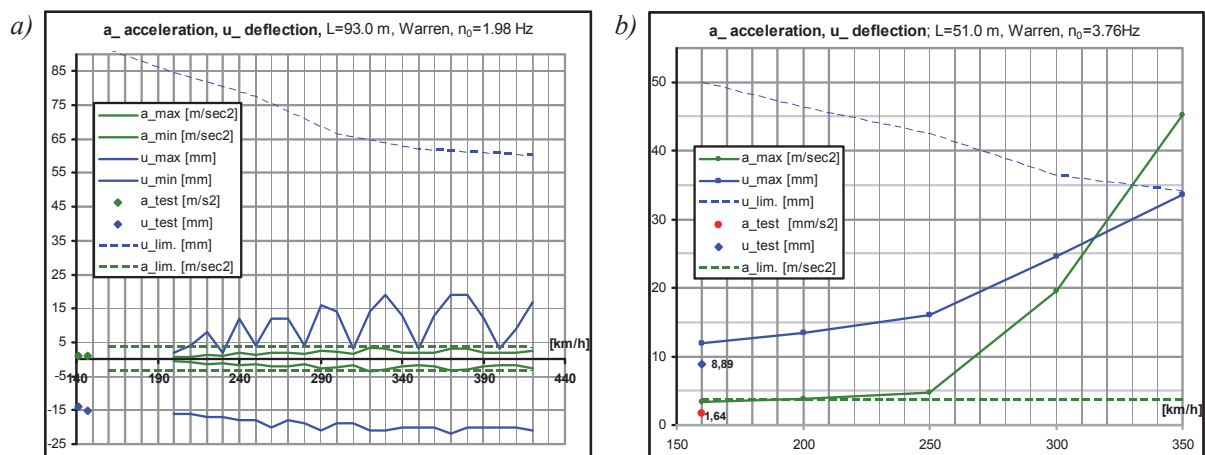 a)
a_ acceleration, u_ deflection, L=93.0 m, Warren, n0=1.98 Hz
85
75
65
55
45
35
25
15
5
-5
-15
-25
a_max [m/sec2]
a_min [m/sec2]
u_max [mm]
u_min [mm]
a_test [m/s2]
u_test [mm]
u_lim. [mm]
a_lim. [m/sec2]
[km/h]
140 190 240 290 340 390 440
b)
a_ acceleration, u_ deflection; L=51.0 m, Warren, n0=3.76Hz
50
40
30
20
10
0
a_max [m/sec2]
u_max [mm]
u_lim. [mm]
a_test [mm/s2]
u_test [mm]
a_lim. [m/sec2]
8,89
1,64
[km/h]
150 200 250 300 350